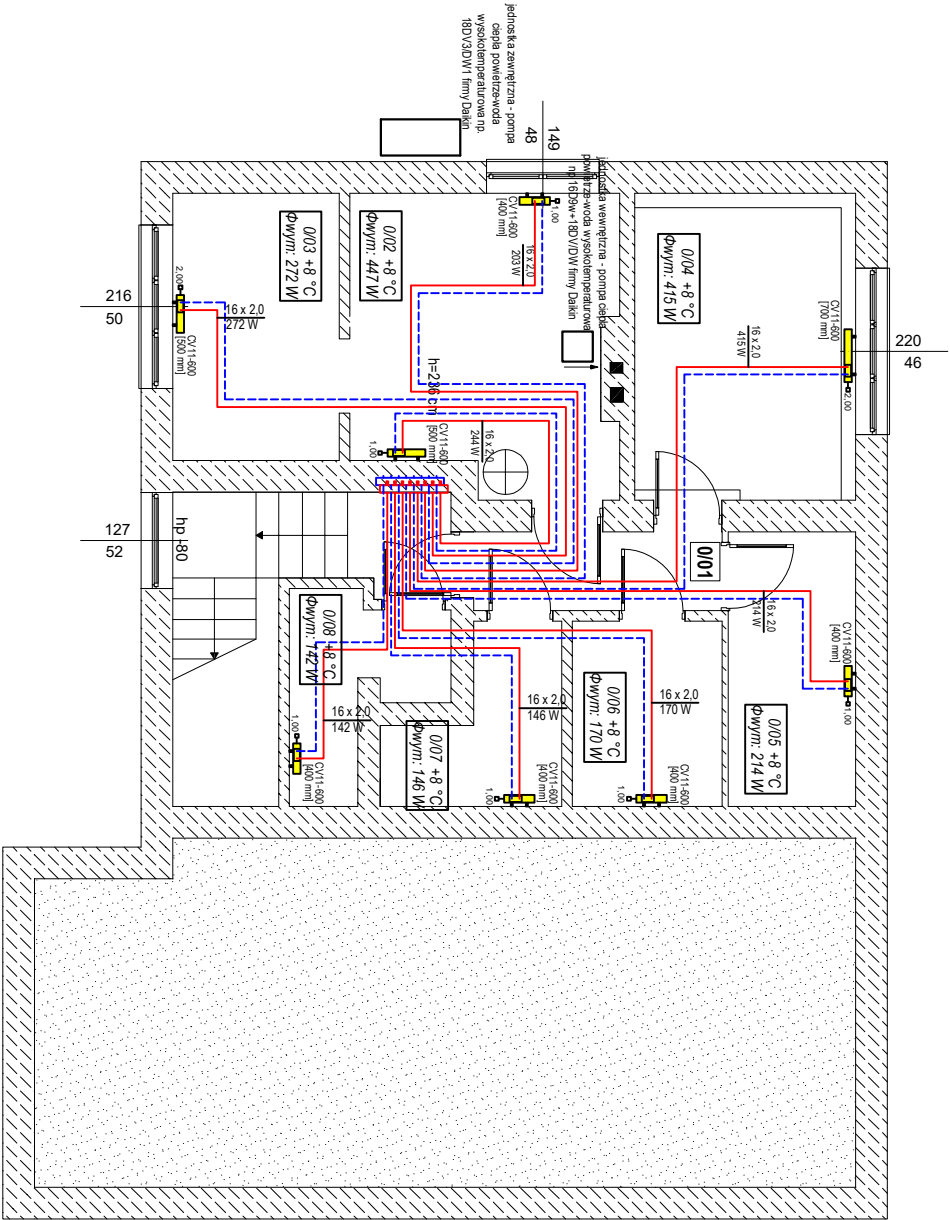 jednostka zewnętrzna - pompa
ciepła powietrze-woda
wysokotemperaturowa np.
18DV3/DW1 firmy Daikin
149
48
jednostka wewnętrzna - pompa ciepła
powietrze-woda wysokotemperaturowa
np.16D9w+18DV/DW firmy Daikin
1,00
CV11-600
[400 mm]
16 x 2,0
203 W
0/03 +8 °C
Φwym: 272 W
0/02 +8 °C
Φwym: 447 W
0/04 +8 °C
Φwym: 415 W
2,00
216
50
16 x 2,0
272 W
CV11-600
[500 mm]
CV11-600
[700 mm]
220
46
2,00
16 x 2,0
415 W
h=236 cm
CV11-600
[500 mm]
1,00
16 x 2,0
244 W
127
52
hp -80
0/01
16 x 2,0
214 W
CV11-600
[400 mm]
1,00
0/08 +8 °C
Φwym: 142 W
16 x 2,0
142 W
1,00
CV11-600
[400 mm]
0/07 +8 °C
Φwym: 146 W
16 x 2,0
146 W
1,00
CV11-600
[400 mm]
0/06 +8 °C
Φwym: 170 W
16 x 2,0
170 W
1,00
CV11-600
[400 mm]
0/05 +8 °C
Φwym: 214 W